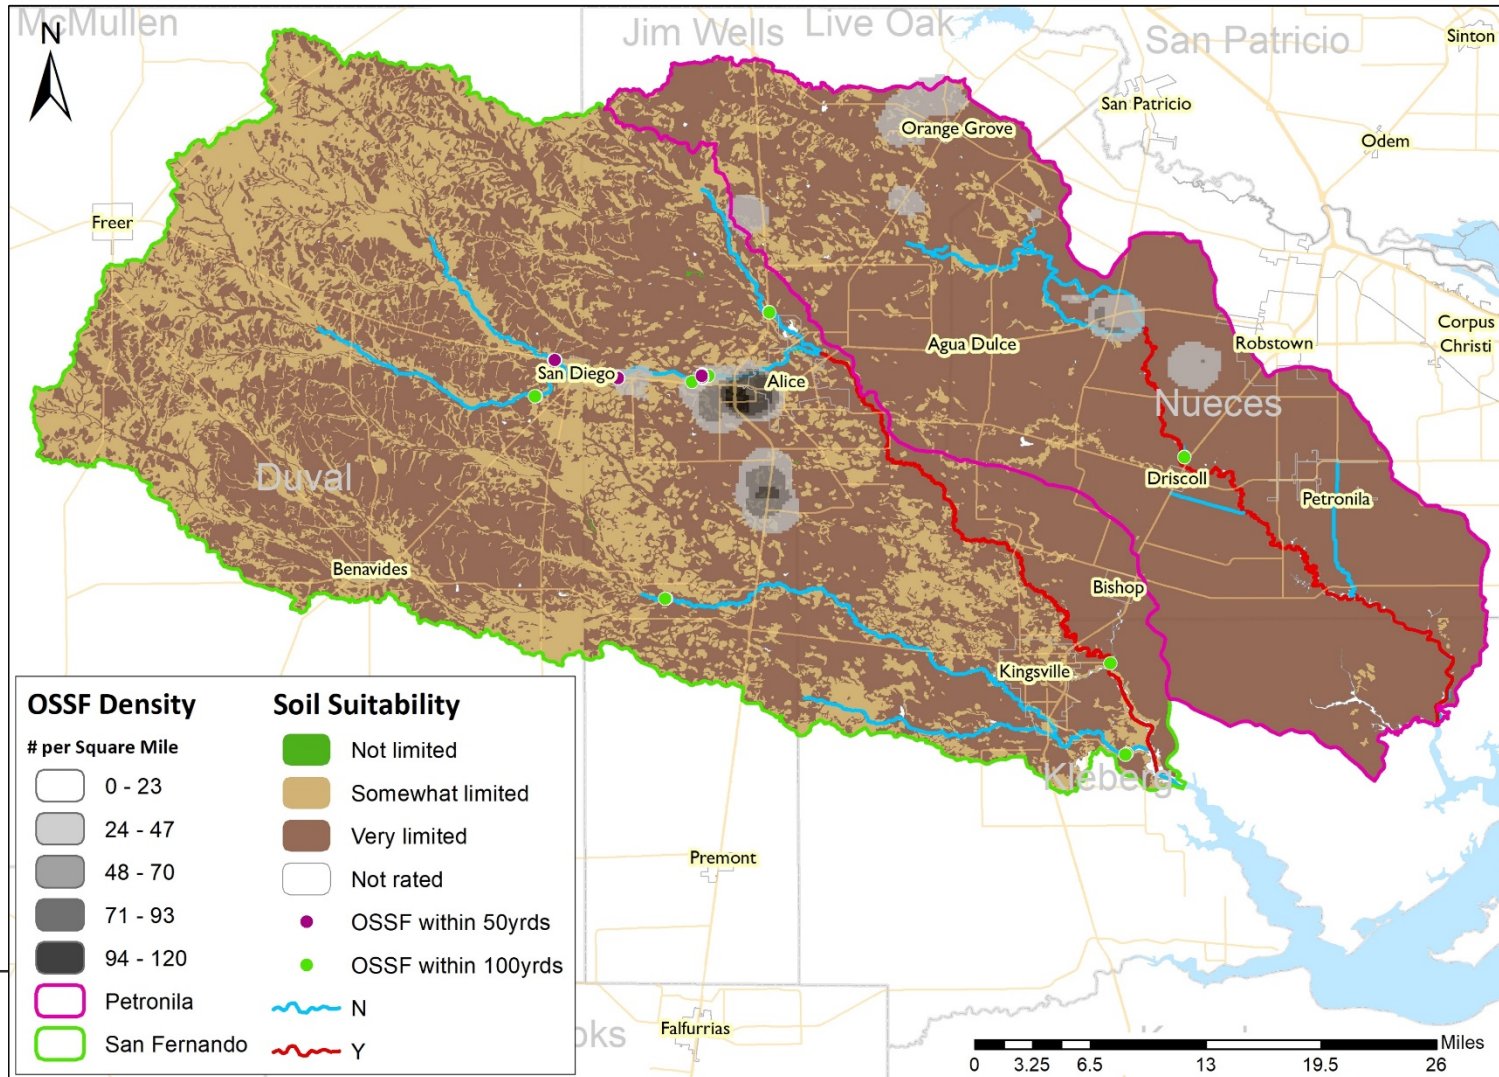 McMullen
Jim Wells
Live Oak
San Patricio
Sinton
N
San Patricio
Orange Grove
Odem
Freer
Corpus
Christi
Robstown
Agua Dulce
San Diego
Alice
Nueces
Duval
Driscoll
Petronila
Benavides
Bishop
Kingsville
Kleberg
Premont
Falfurrias
oks
OSSF Density
# per Square Mile
0 - 23
24 - 47
48 - 70
71 - 93
94 - 120
Petronila
San Fernando
Soil Suitability
Not limited
Somewhat limited
Very limited
Not rated
OSSF within 50yrds
OSSF within 100yrds
N
Y
Miles
0 3.25 6.5 13 19.5 26